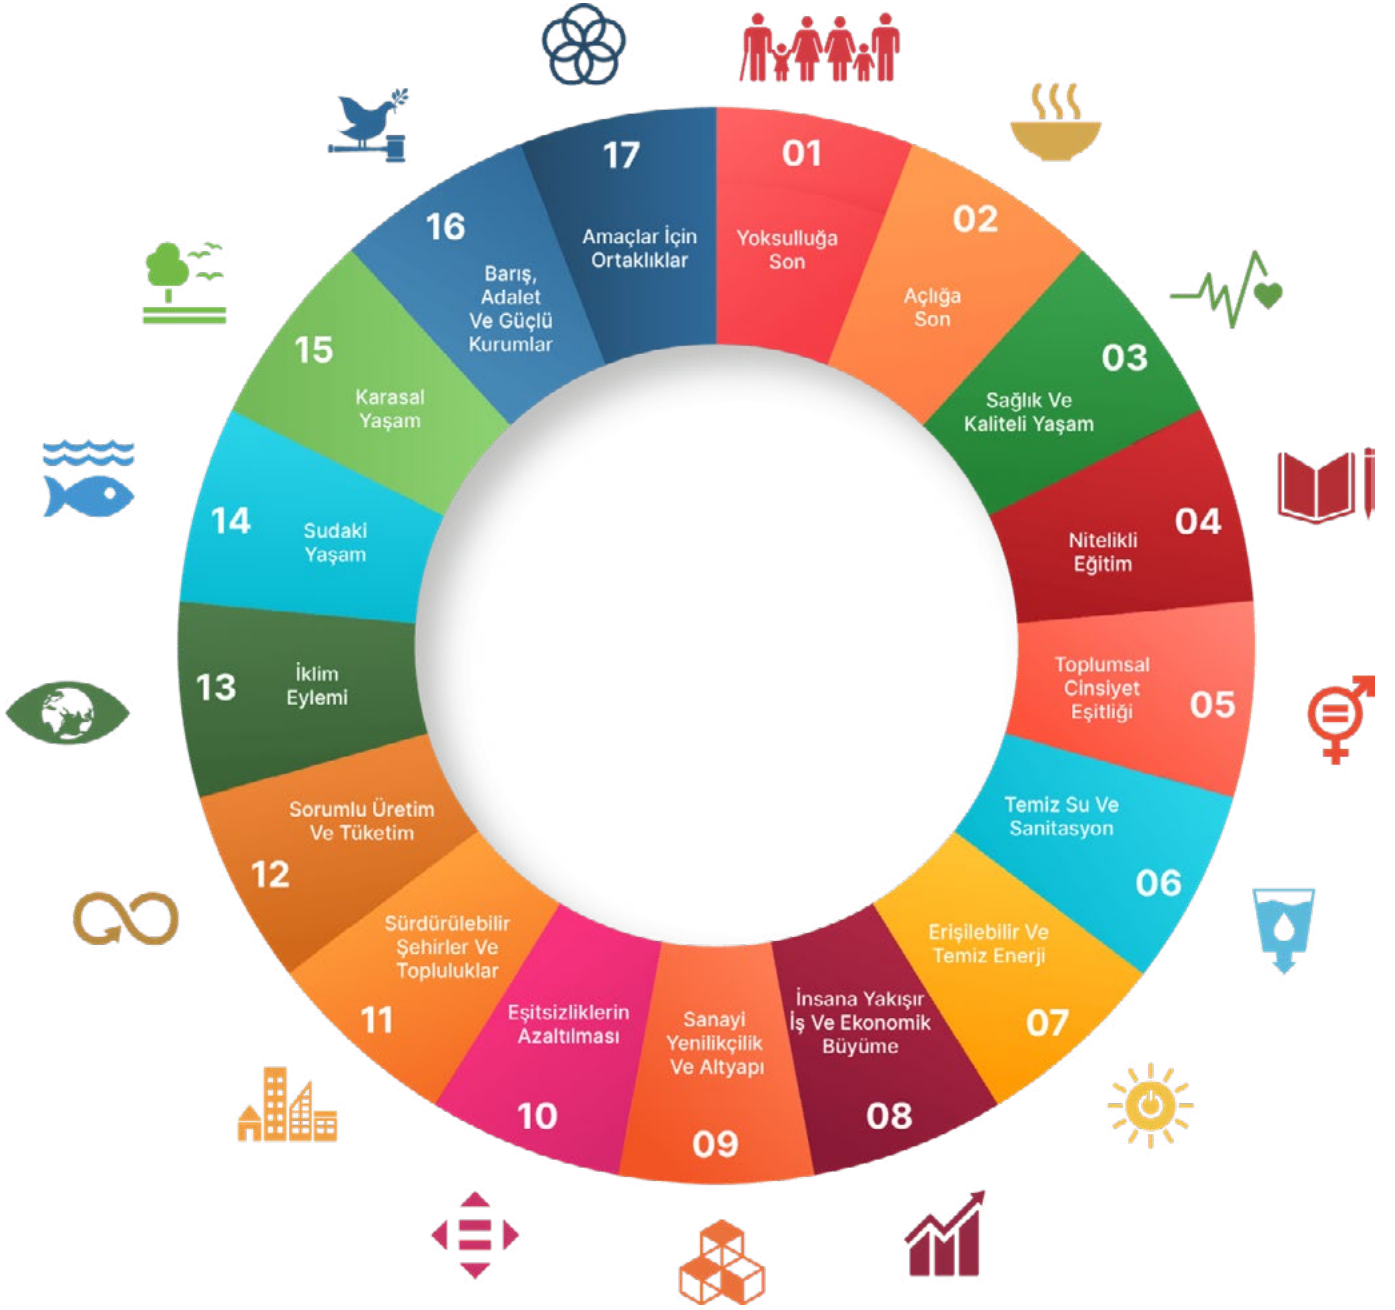 01
Yoksulluğa
Son
02
Açlığa
Son
03
Sağlık Ve
Kaliteli Yaşam
04
Nitelikli
Eğitim
05
Toplumsal
Cinsiyet
Eşitliği
06
Temiz Su Ve
Sanitasyon
07
Erişilebilir Ve
Temiz Enerji
08
İnsana Yakışır
İş Ve Ekonomik
Büyüme
09
Sanayi
Yenilikçilik
Ve Altyapı
10
Eşitsizliklerin
Azaltılması
11
Sürdürülebilir
Şehirler Ve
Topluluklar
12
Sorumlu Üretim
Ve Tüketim
13
İklim
Eylemi
14
Sudaki
Yaşam
15
Karasal
Yaşam
16
Barış,
Adalet
Ve Güçlü
Kurumlar
17
Amaçlar İçin
Ortaklıklar